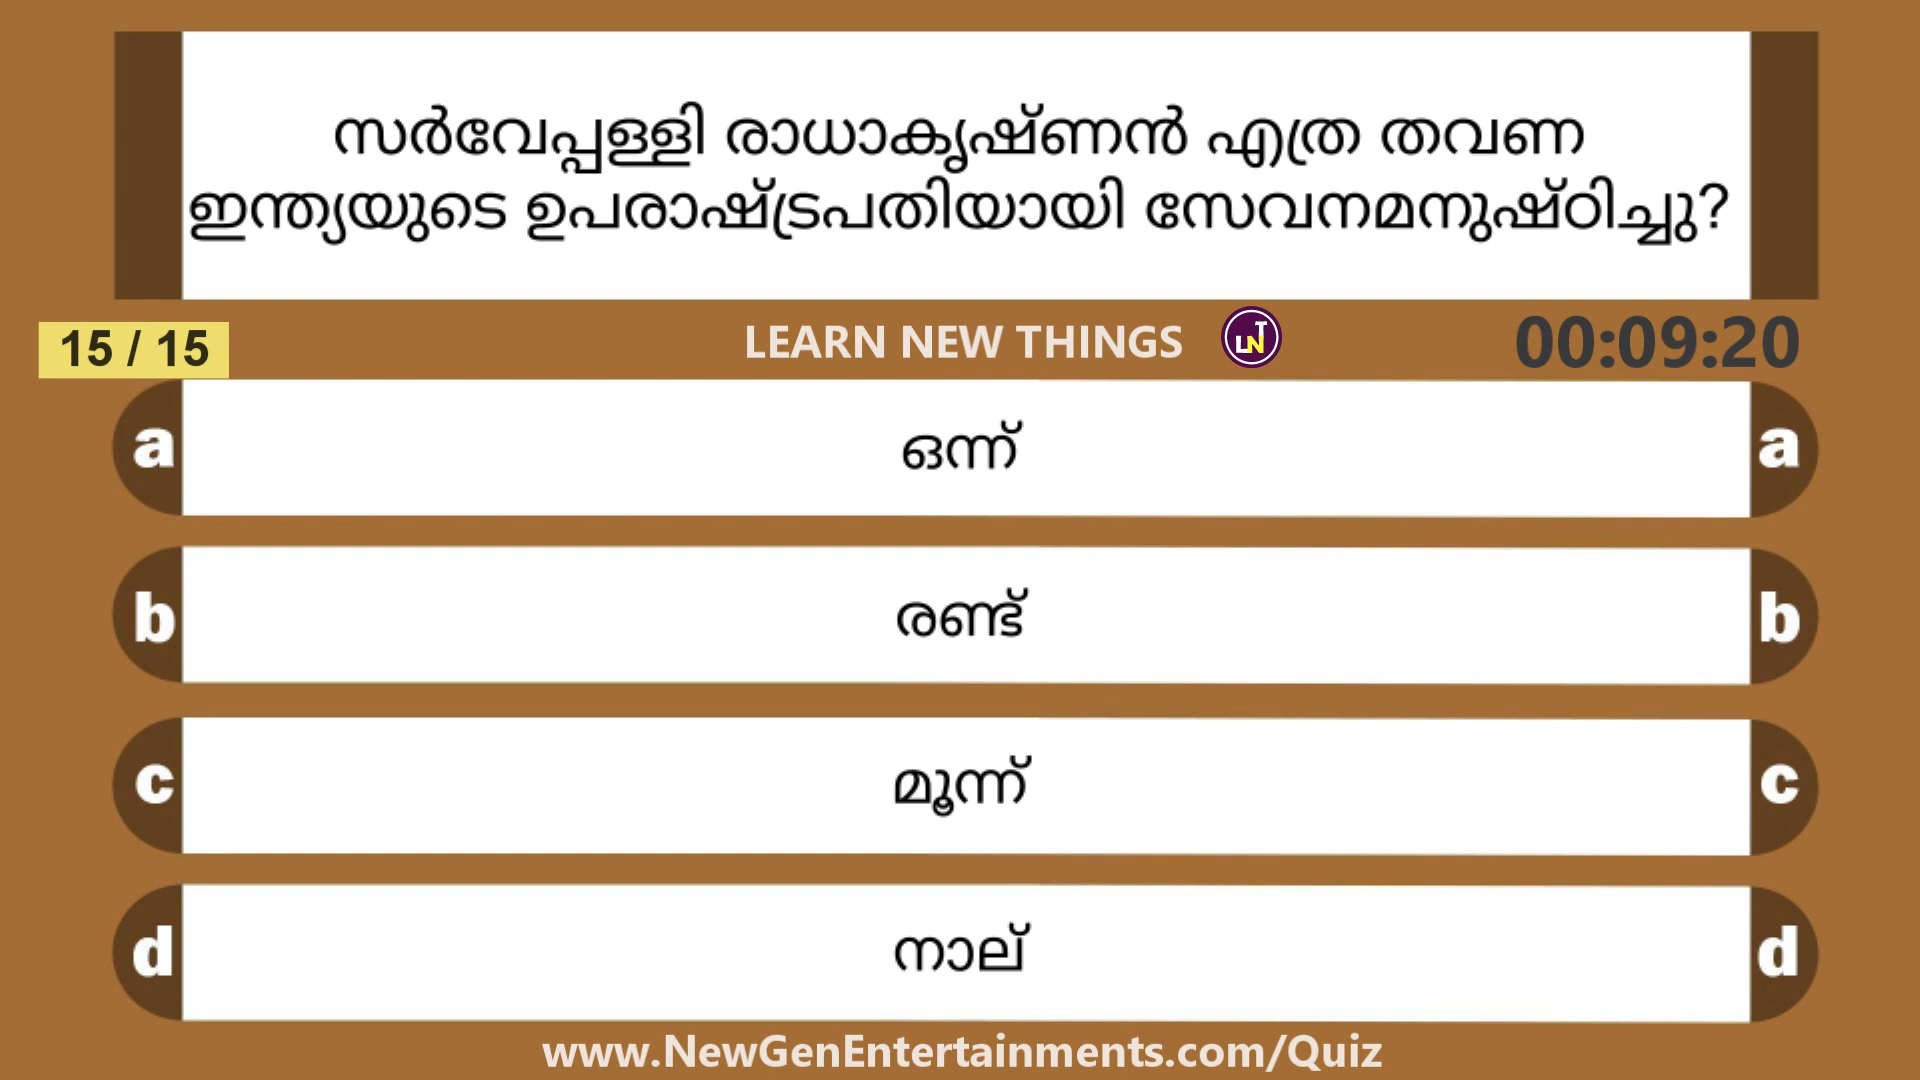 സർവേപ്പള്ളി രാധാകൃഷ്ണൻ എത്ര തവണ
ഇന്ത്യയുടെ ഉപരാഷ്ട്രപതിയായി സേവനമനുഷ്ഠിച്ചു?
15 / 15
LEARN NEW THINGS
LNT
00:09:20
a ഒന്ന് a
b രണ്ട് b
c മൂന്ന് c
d നാല് d
www.NewGenEntertainments.com/Quiz